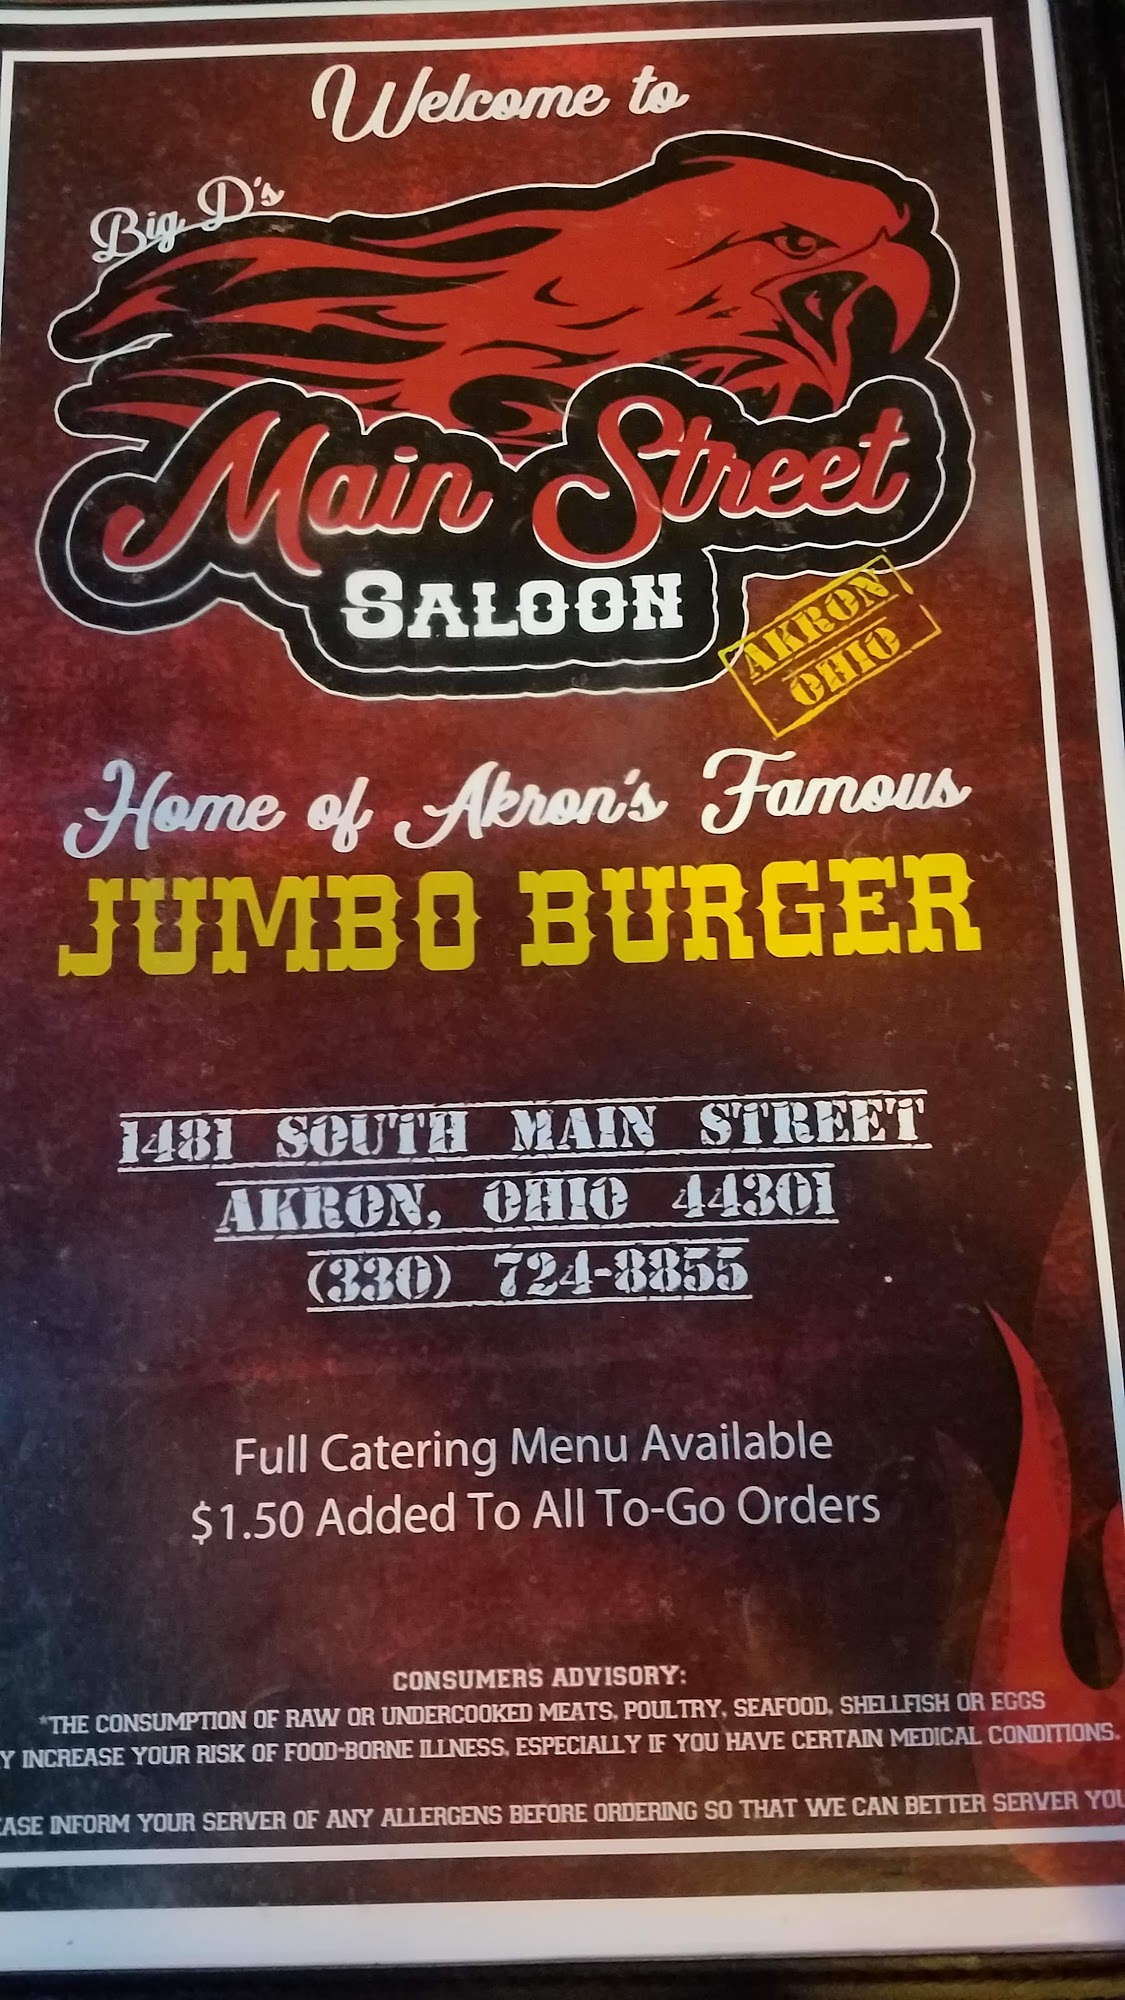 Welcome to
Big D's
Main Street
SALOON
AKRON
OHIO
Home of Akron's Famous
JUMBO BURGER
1481 SOUTH MAIN STREET
AKRON, OHIO 44301
(330) 724-8855
Full Catering Menu Available
$1.50 Added To All To-Go Orders
CONSUMERS ADVISORY:
*THE CONSUMPTION OF RAW OR UNDERCOOKED MEATS, POULTRY, SEAFOOD, SHELLFISH OR EGGS
Y INCREASE YOUR RISK OF FOOD-BORNE ILLNESS, ESPECIALLY IF YOU HAVE CERTAIN MEDICAL CONDITIONS.
EASE INFORM YOUR SERVER OF ANY ALLERGENS BEFORE ORDERING SO THAT WE CAN BETTER SERVER YOU